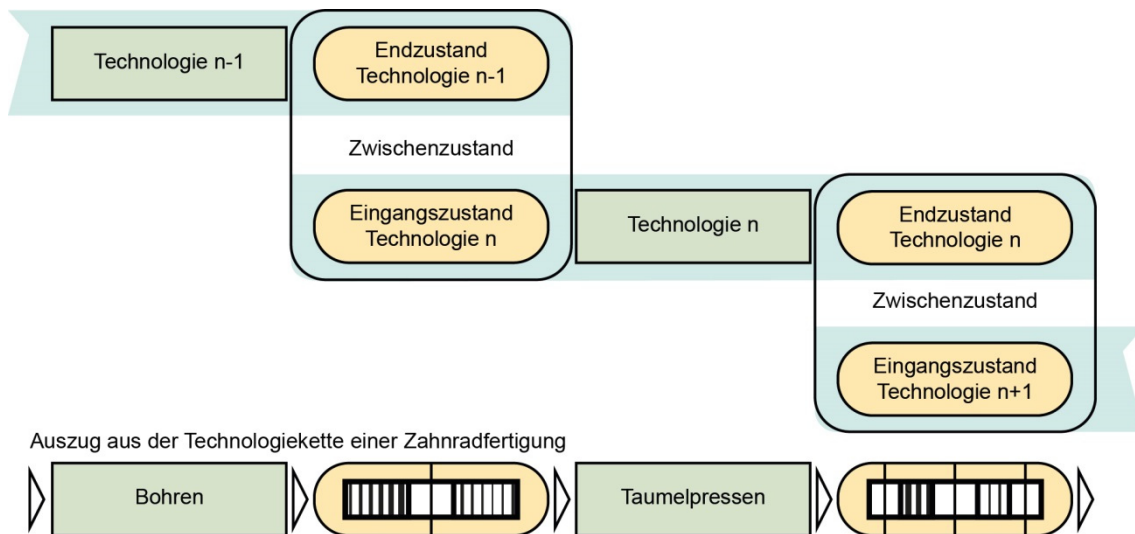 Technologie n-1
Endzustand
Technologie n-1
Zwischenzustand
Eingangszustand
Technologie n
Technologie n
Endzustand
Technologie n
Zwischenzustand
Eingangszustand
Technologie n+1
Auszug aus der Technologiekette einer Zahnradfertigung
Bohren
Taumelpressen